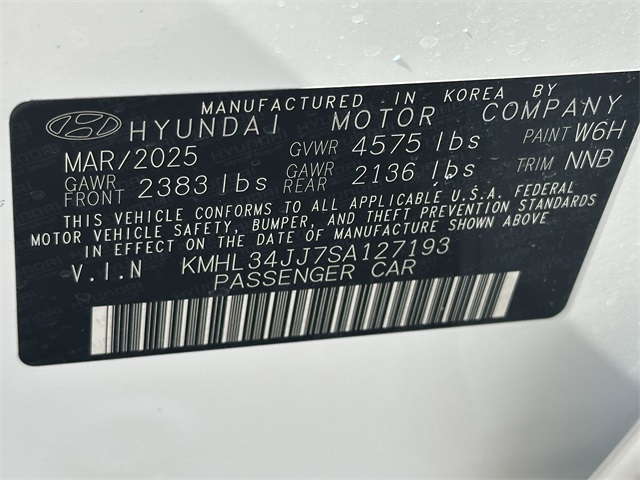 MANUFACTURED IN KOREA BY
HYUNDAI MOTOR COMPANY
MAR/2025 GVWR 4575 lbs PAINT W6H
GAWR FRONT 2383 lbs GAWR REAR 2136 lbs TRIM NNB
THIS VEHICLE CONFORMS TO ALL APPLICABLE U.S.A. FEDERAL
MOTOR VEHICLE SAFETY, BUMPER, AND THEFT PREVENTION STANDARDS
IN EFFECT ON THE DATE OF MANUFACTURE SHOWN ABOVE
V.I.N KMHL34JJ7SA127193
PASSENGER CAR